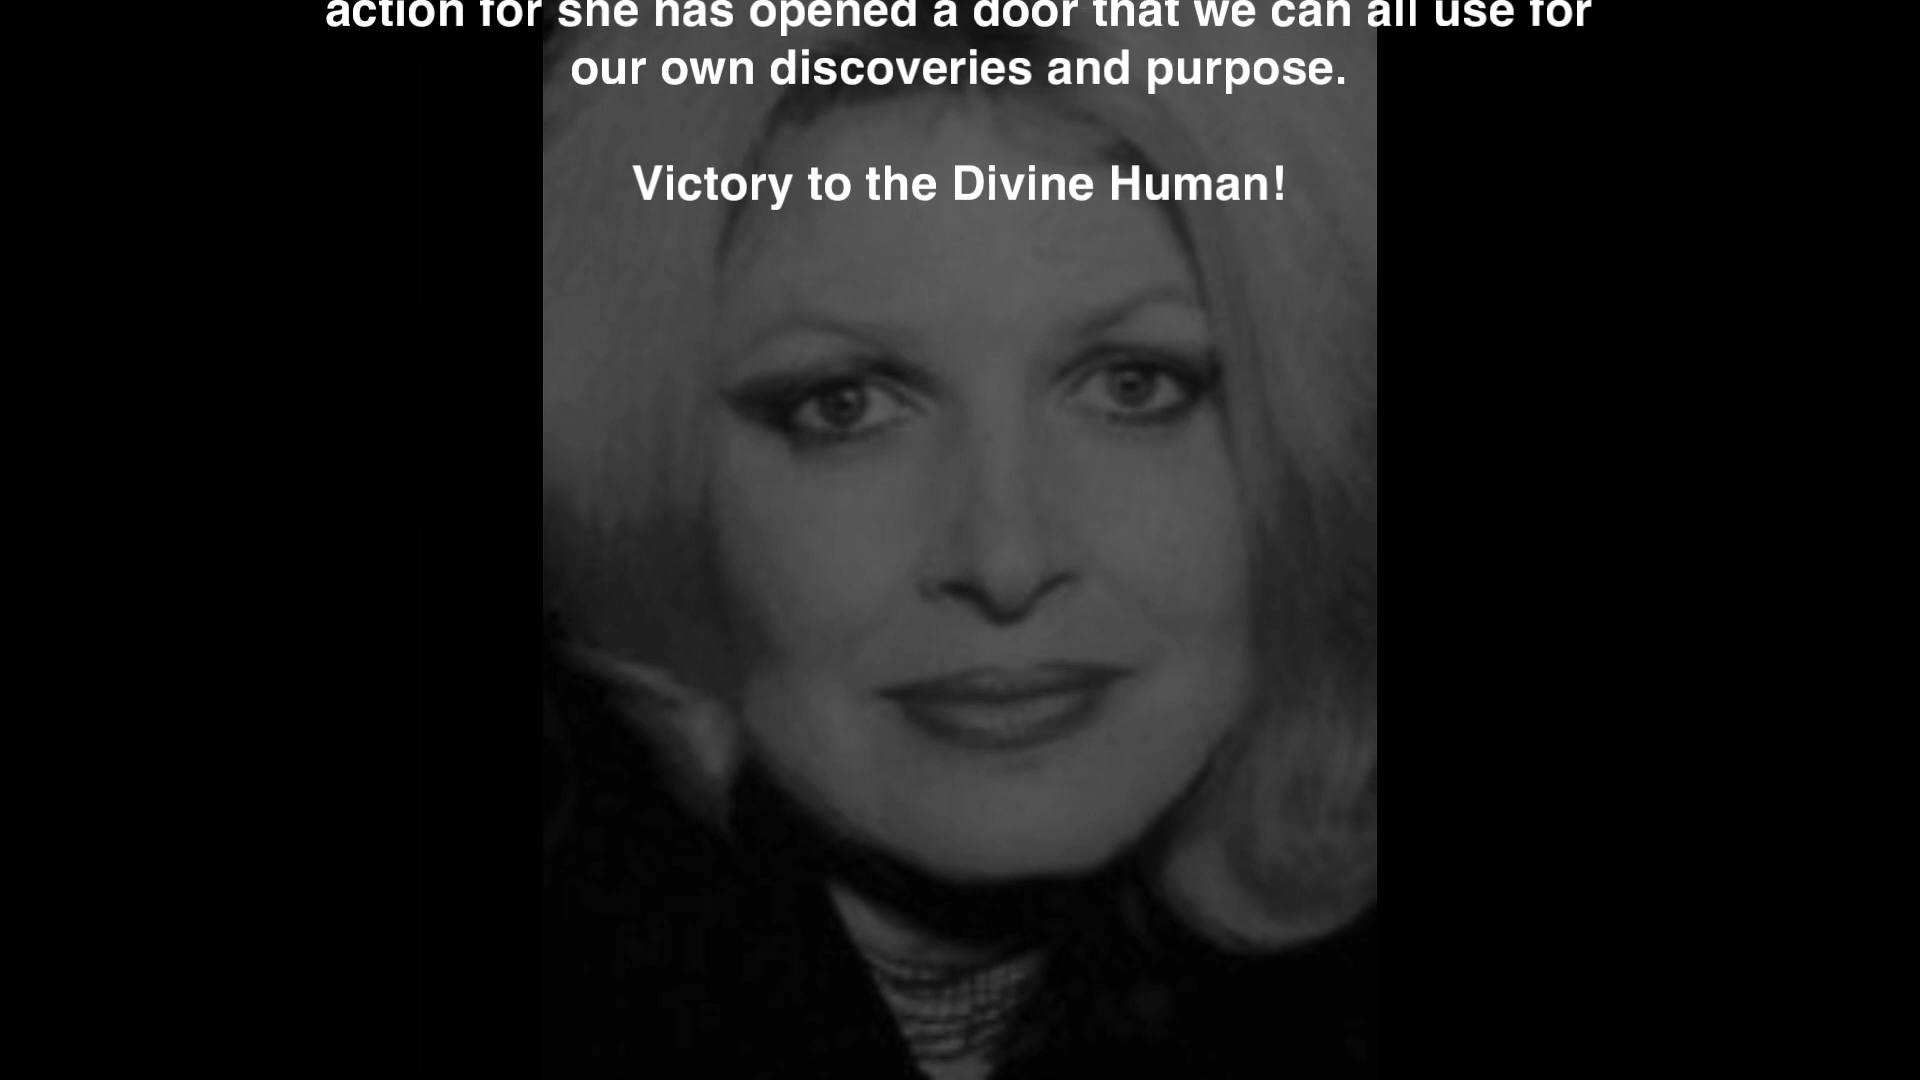 action for she has opened a door that we can all use for
our own discoveries and purpose.
Victory to the Divine Human!